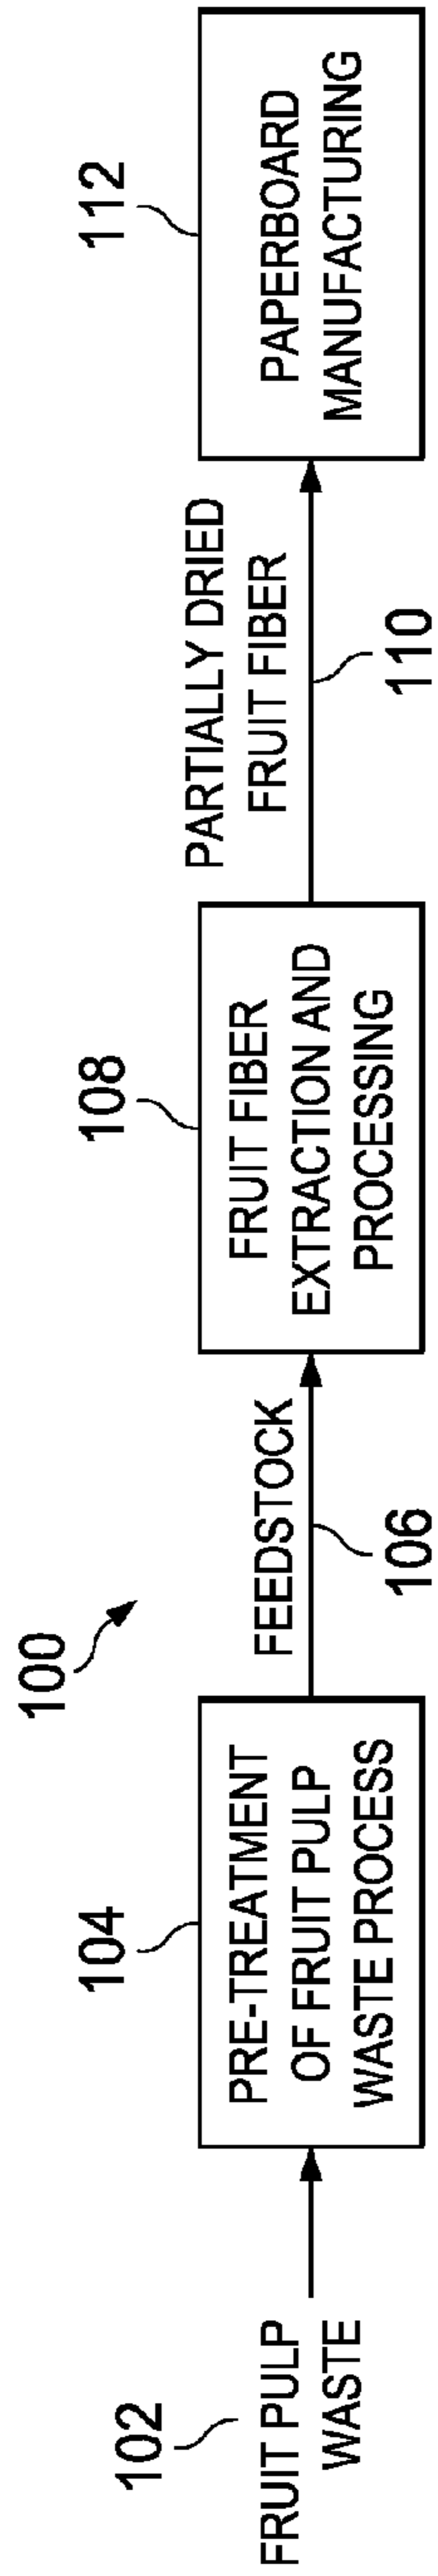 100
102
FRUIT PULP
WASTE
104
PRE-TREATMENT
OF FRUIT PULP
WASTE PROCESS
FEEDSTOCK
106
108
FRUIT FIBER
EXTRACTION AND
PROCESSING
PARTIALLY DRIED
FRUIT FIBER
110
112
PAPERBOARD
MANUFACTURING